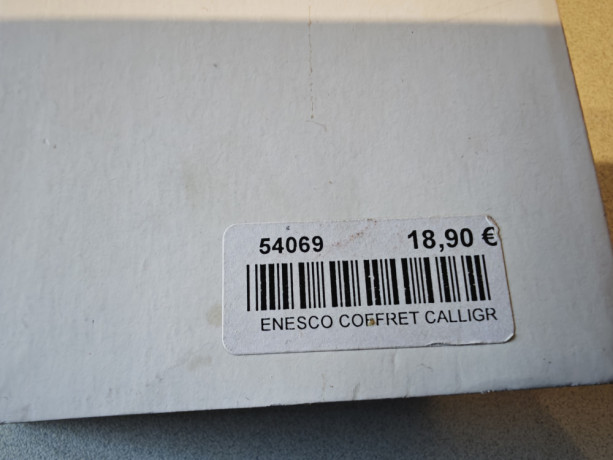 54069 18,90 €
ENESCO COFFRET CALLIGR